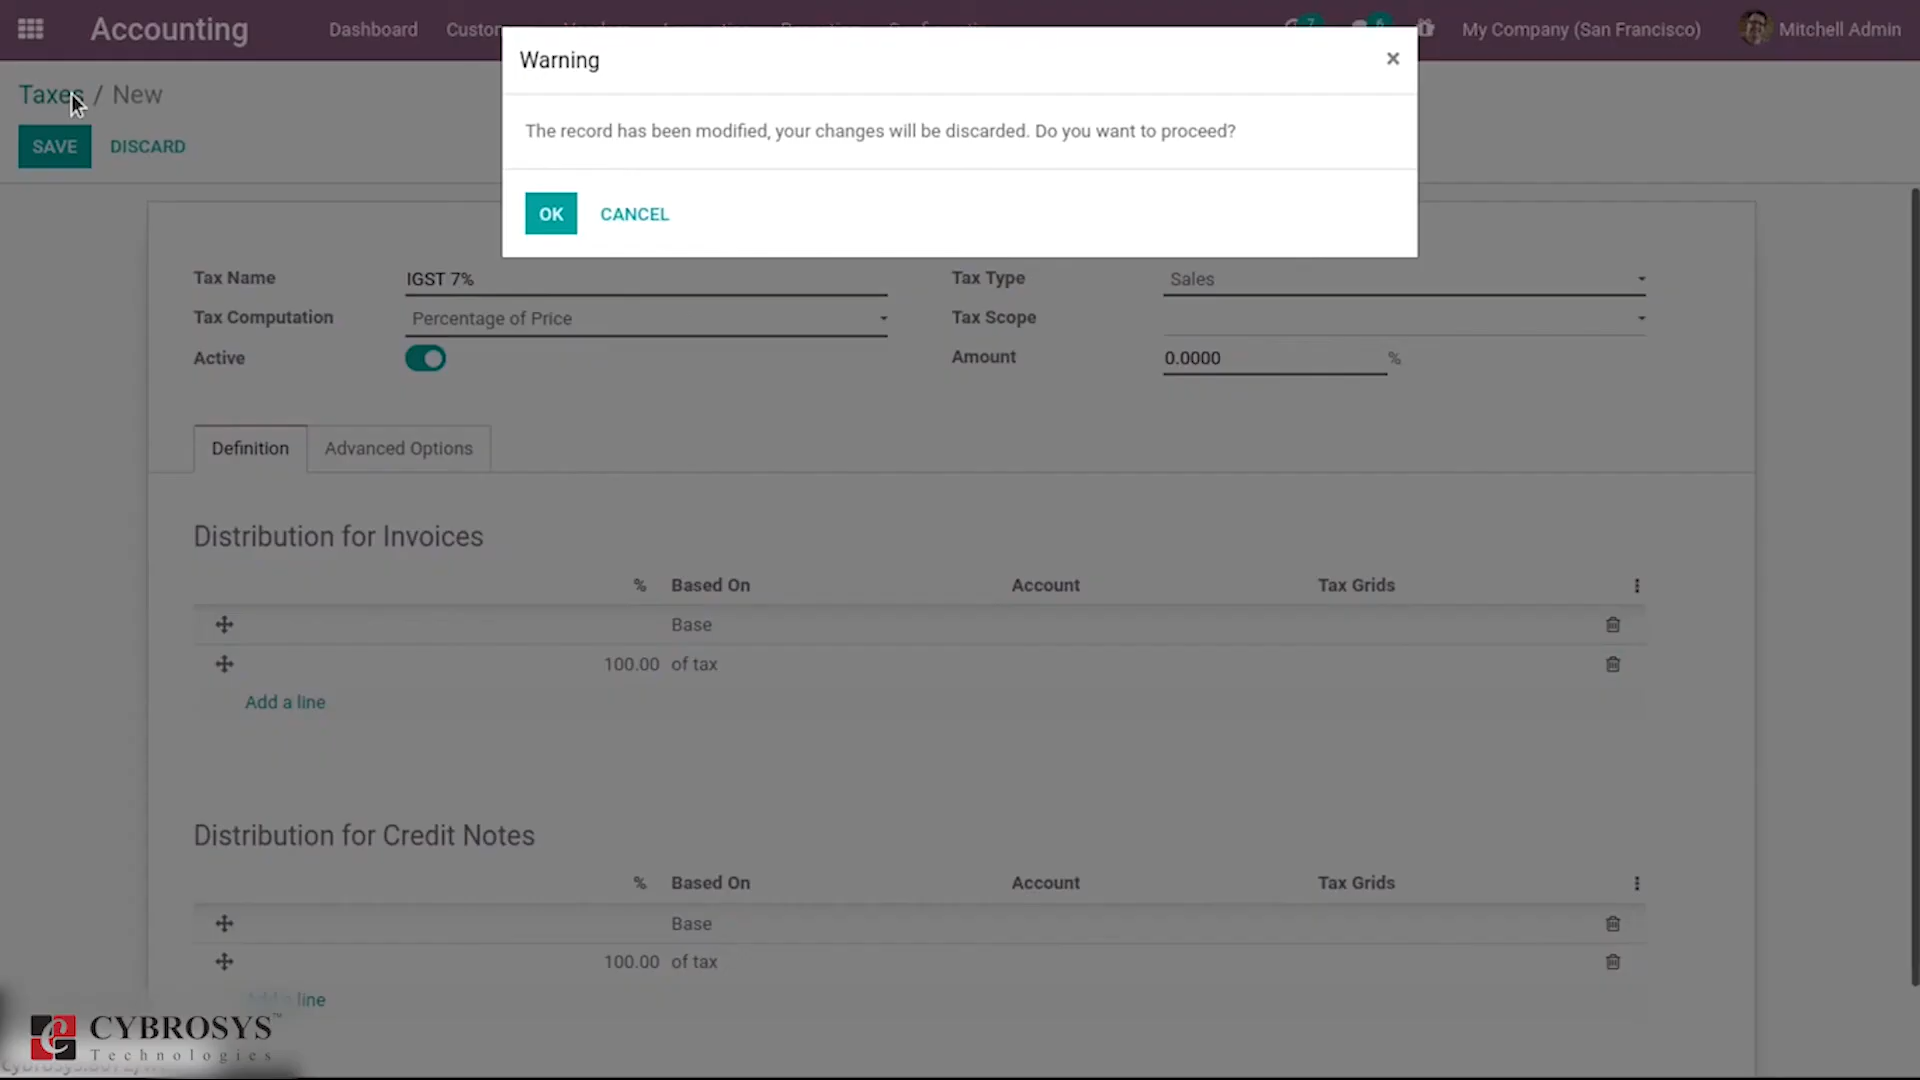 Accounting
Dashboard
7
6
My Company (San Francisco)
Mitchell Admin
Warning
×
Taxes / New
The record has been modified, your changes will be discarded. Do you want to proceed?
SAVE DISCARD
OK CANCEL
Tax Name IGST 7% Tax Type Sales
Tax Computation Percentage of Price Tax Scope
Active Amount 0.0000 %
Definition Advanced Options
Distribution for Invoices
% Based On Account Tax Grids
Base
100.00 of tax
Add a line
Distribution for Credit Notes
% Based On Account Tax Grids
Base
100.00 of tax
Add a line
CYBROSYS™
Technologies